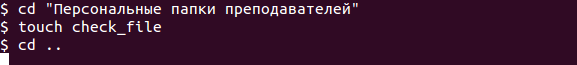 $ cd "Персональные папки преподавателей"
$ touch check_file
$ cd ..